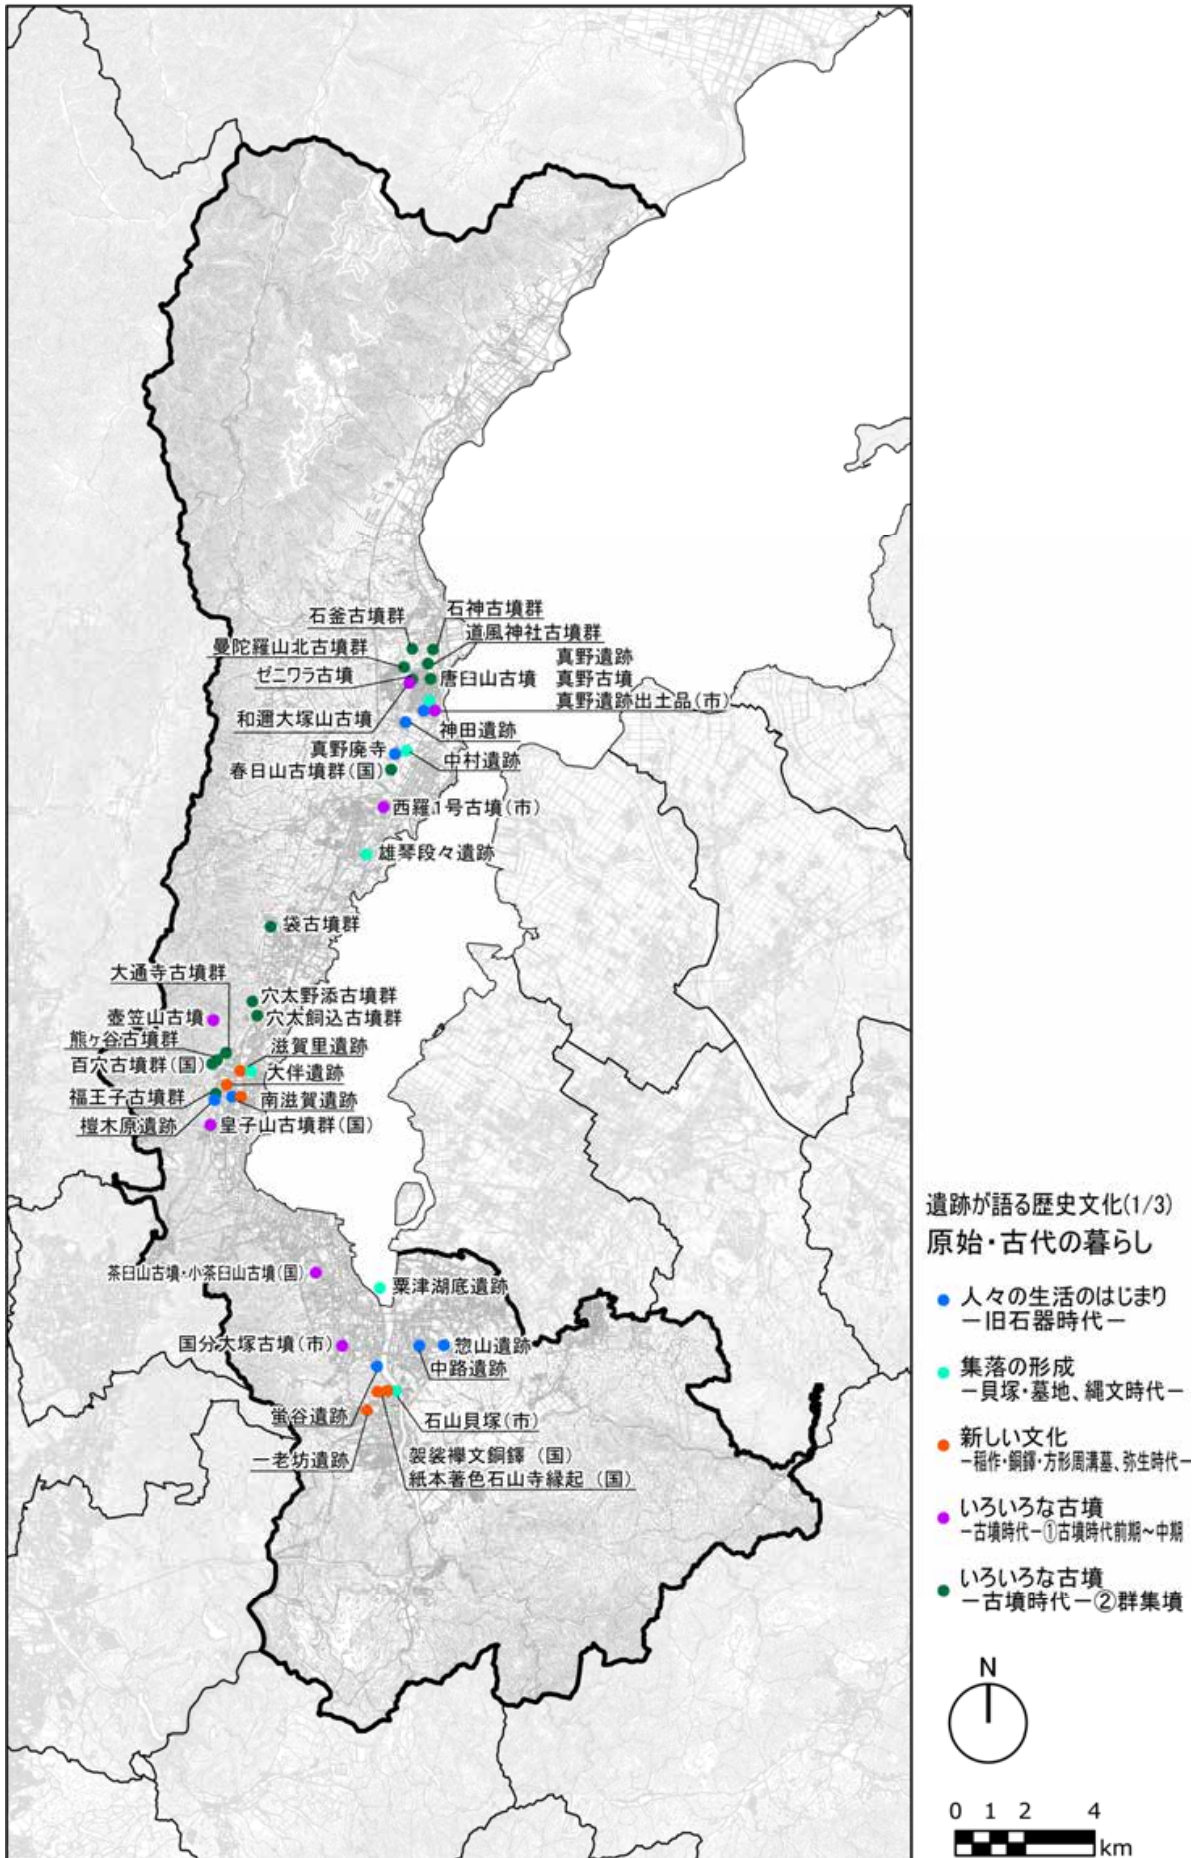 石釜古墳群
石神古墳群
道風神社古墳群
曼陀羅山北古墳群
真野遺跡
ゼニワラ古墳
唐臼山古墳
真野古墳
真野遺跡出土品(市)
和邇大塚山古墳
神田遺跡
真野廃寺
中村遺跡
春日山古墳群(国)
西羅1号古墳(市)
雄琴段々遺跡
袋古墳群
大通寺古墳群
穴太野添古墳群
壺笠山古墳
穴太飼込古墳群
熊ヶ谷古墳群
滋賀里遺跡
百穴古墳群(国)
大伴遺跡
福王子古墳群
南滋賀遺跡
榿木原遺跡
皇子山古墳群(国)
茶臼山古墳・小茶臼山古墳(国)
粟津湖底遺跡
国分大塚古墳(市)
惣山遺跡
中路遺跡
蛍谷遺跡
石山貝塚(市)
一老坊遺跡
袈裟襷文銅鐸(国)
紙本著色石山寺縁起(国)
遺跡が語る歴史文化(1/3)
原始・古代の暮らし
人々の生活のはじまり
－旧石器時代－
集落の形成
－貝塚・墓地、縄文時代－
新しい文化
－稲作・銅鐸・方形周溝墓、弥生時代－
いろいろな古墳
－古墳時代－①古墳時代前期～中期
いろいろな古墳
－古墳時代－②群集墳
N
0 1 2 4
km